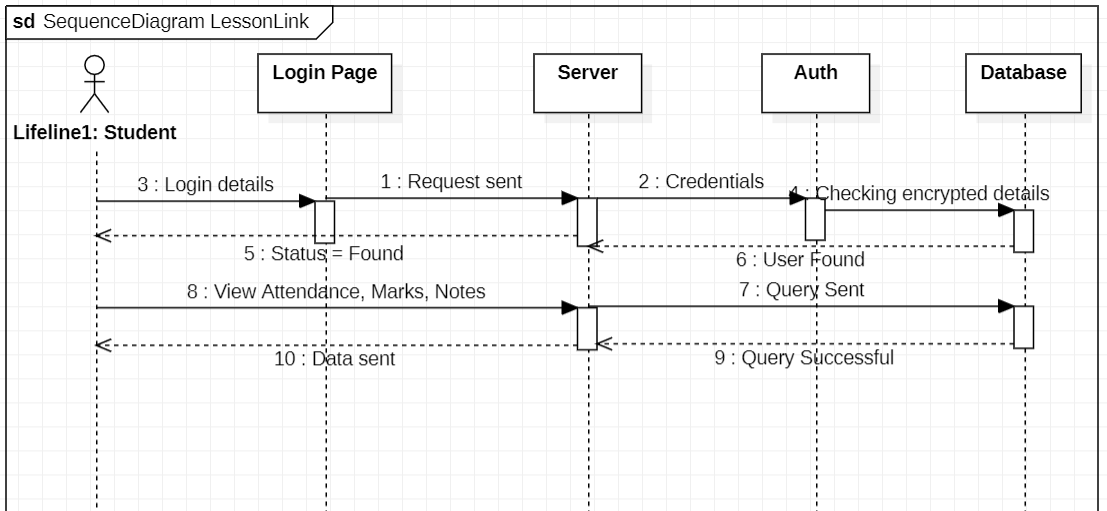 sd SequenceDiagram LessonLink
Login Page
Server
Auth
Database
Lifeline1: Student
3 : Login details
1 : Request sent
2 : Credentials
4 : Checking encrypted details
5 : Status = Found
6 : User Found
8 : View Attendance, Marks, Notes
7 : Query Sent
10 : Data sent
9 : Query Successful